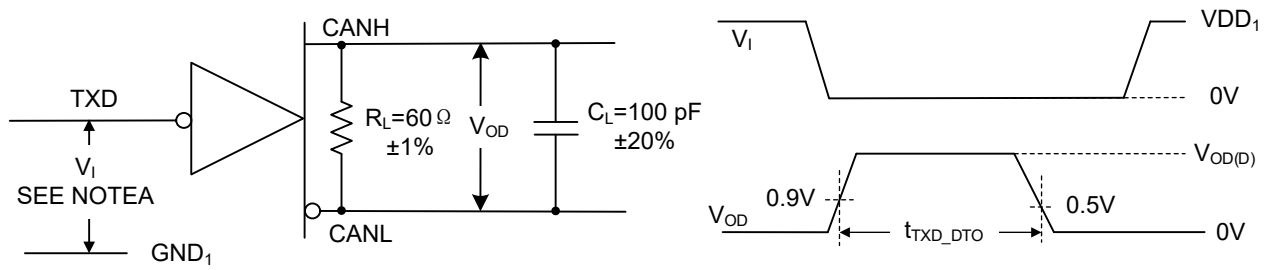 CANH
TXD
R_L=60 Ω
±1%
V_OD
C_L=100 pF
±20%
V_I
SEE NOTEA
GND_1
CANL
V_I
VDD_1
0V
V_OD(D)
0.9V
0.5V
V_OD
t_TXD_DTO
0V